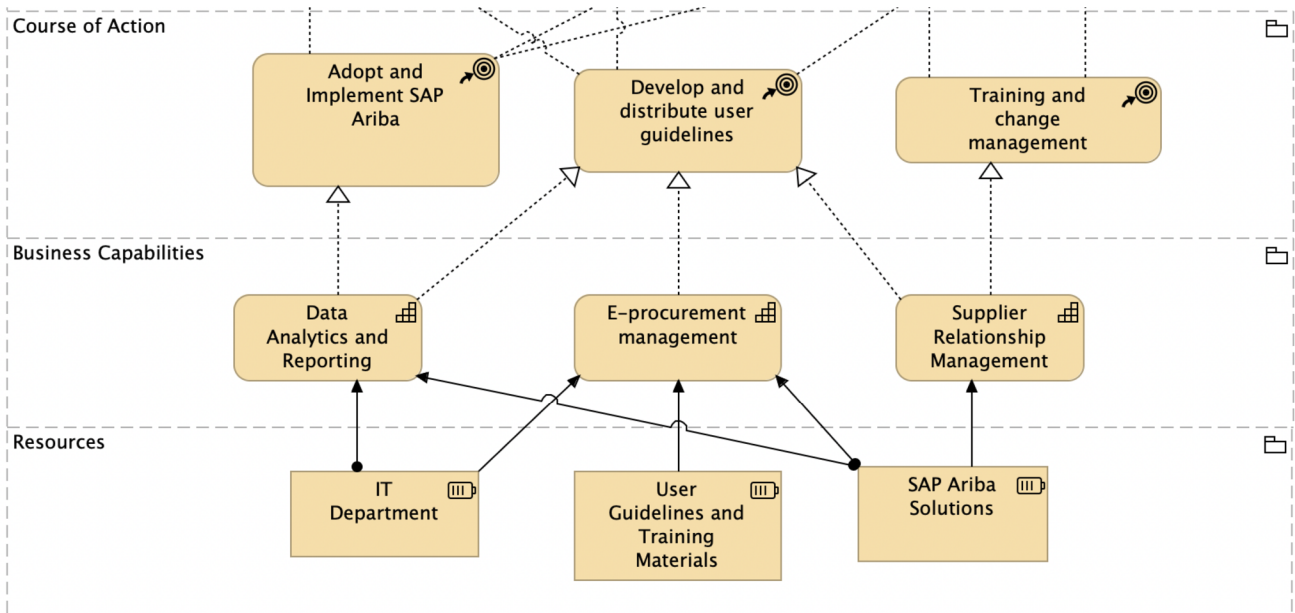 Course of Action
Adopt and
Implement SAP
Ariba
Develop and
distribute user
guidelines
Training and
change
management
Business Capabilities
Data
Analytics and
Reporting
E-procurement
management
Supplier
Relationship
Management
Resources
IT
Department
User
Guidelines and
Training
Materials
SAP Ariba
Solutions